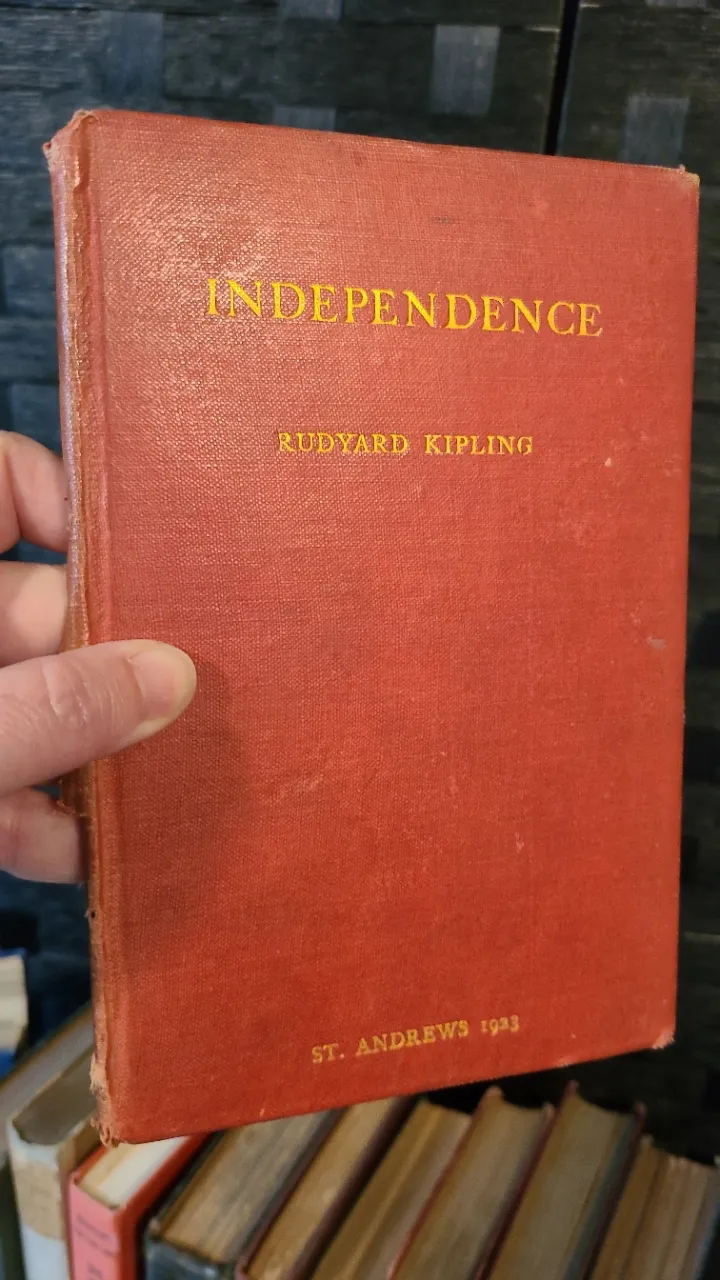 INDEPENDENCE
RUDYARD KIPLING
ST. ANDREWS 1923